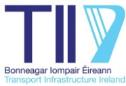 TII
Bonneagar Iompair Éireann
Transport Infrastructure Ireland